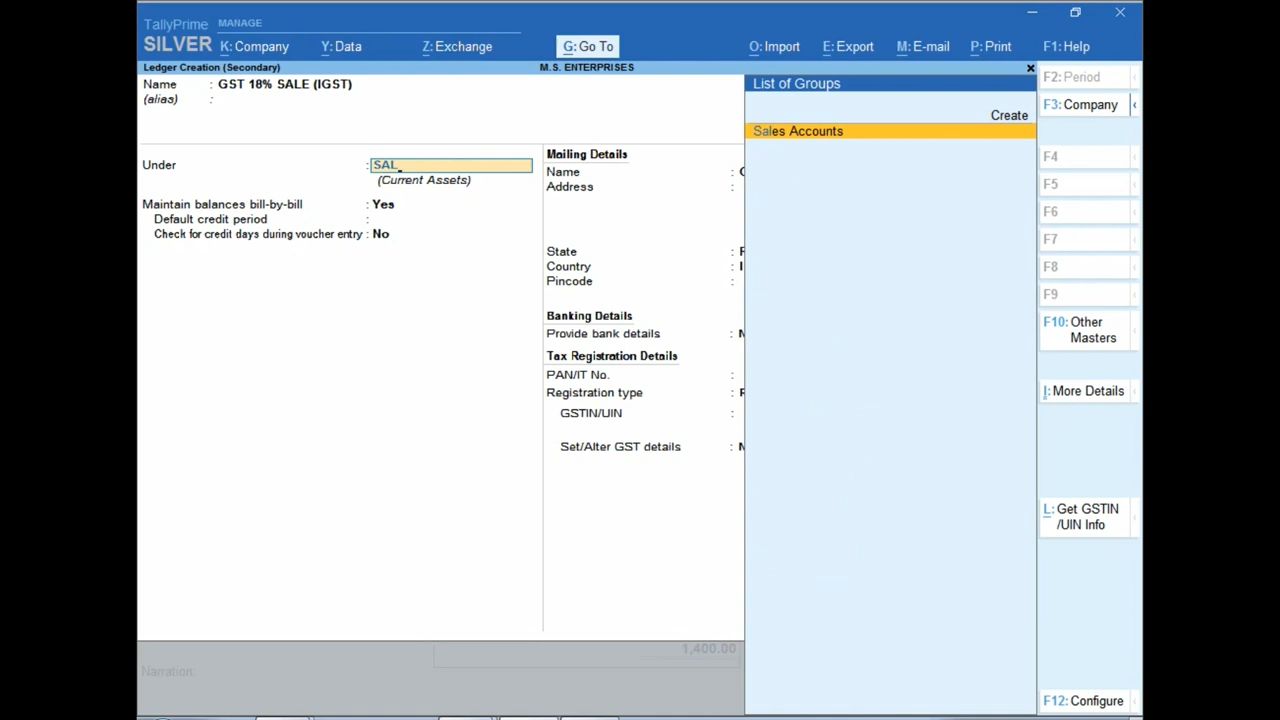 TallyPrime MANAGE
SILVER K: Company Y: Data Z: Exchange G: Go To O: Import E: Export M: E-mail P: Print F1: Help
Ledger Creation (Secondary) M.S. ENTERPRISES
Name : GST 18% SALE (IGST)
(alias) :
Under : SAL
(Current Assets)
Maintain balances bill-by-bill : Yes
Default credit period :
Check for credit days during voucher entry : No
Mailing Details
Name :
Address :
State :
Country :
Pincode :
Banking Details
Provide bank details :
Tax Registration Details
PAN/IT No. :
Registration type :
GSTIN/UIN :
Set/Alter GST details :
List of Groups
Create
Sales Accounts
F2: Period
F3: Company
F4
F5
F6
F7
F8
F9
F10: Other
Masters
I: More Details
L: Get GSTIN
/UIN Info
F12: Configure
1,400.00
Narration: